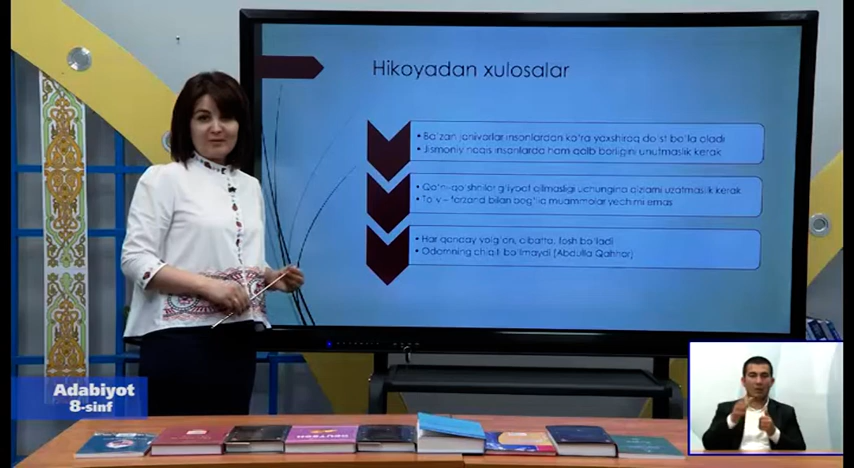 Hikoyadan xulosalar
• Ba'zan jonivorlar insonlardan ko'ra yaxshiroq do'st bo'la oladi
• Jismoniy noqis insonlarda ham qalb borligini unutmaslik kerak
• Qo'ni-qo'shnilar g'iybat qilmasligi uchungina qizlarni uzatmaslik kerak
• To'y – farzand bilan bog'liq muammolar yechimi emas
• Har qanday yolg'on, albatta, fosh bo'ladi
• Odamning chiqiti bo'lmaydi (Abdulla Qahhor)
Adabiyot
8-sinf
DEUTSCH